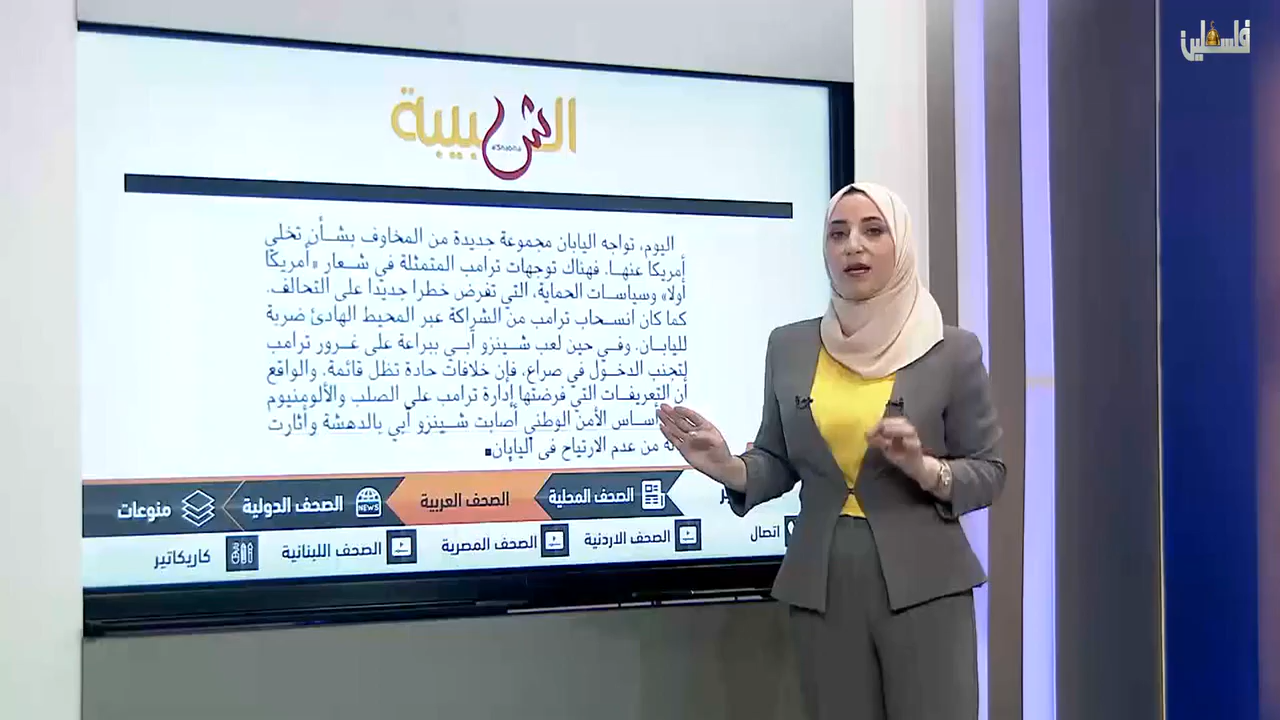 فلسطين
الشبيبة
alShabiba
اليوم، تواجه اليابان مجموعة جديدة من المخاوف بشأن تخلي
أمريكا عنها. فهناك توجهات ترامب المتمثلة في شعار «أمريكا
أولا» وسياسات الحماية، التي تفرض خطرا جديدا على التحالف.
كما كان انسحاب ترامب من الشراكة عبر المحيط الهادئ ضربة
لليابان. وفي حين لعب شينزو آبي ببراعة على غرور ترامب
لتجنب الدخول في صراع، فإن خلافات حادة تظل قائمة. والواقع
أن التعريفات التي فرضتها إدارة ترامب على الصلب والألومنيوم
أساس الأمن الوطني أصابت شينزو آبي بالدهشة وأثارت
من عدم الارتياح في اليابان
الصحف المحلية
الصحف العربية
NEWS
الصحف الدولية
منوعات
اتصال
الصحف الاردنية
الصحف المصرية
الصحف اللبنانية
كاريكاتير